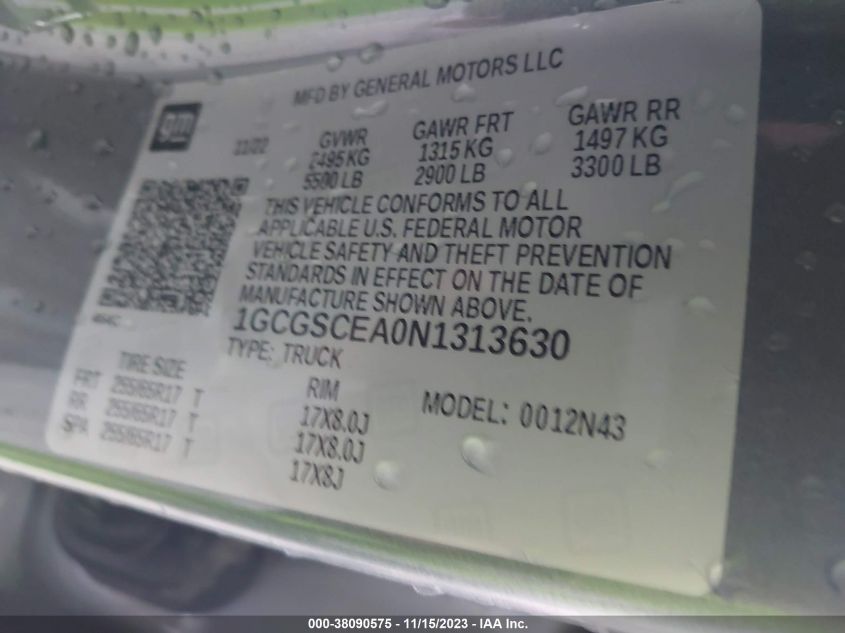 MFD BY GENERAL MOTORS LLC
gm
11/22
GVWR
2495 KG
5500 LB
GAWR FRT
1315 KG
2900 LB
GAWR RR
1497 KG
3300 LB
THIS VEHICLE CONFORMS TO ALL
APPLICABLE U.S. FEDERAL MOTOR
VEHICLE SAFETY AND THEFT PREVENTION
STANDARDS IN EFFECT ON THE DATE OF
MANUFACTURE SHOWN ABOVE.
1GCGSCEA0N1313630
TYPE: TRUCK
TIRE SIZE
RIM
FRT 255/65R17 T 17X8.0J
RR 255/65R17 T 17X8.0J
SPA 255/65R17 T 17X8J
MODEL: 0012N43
000-38090575 - 11/15/2023 - IAA Inc.